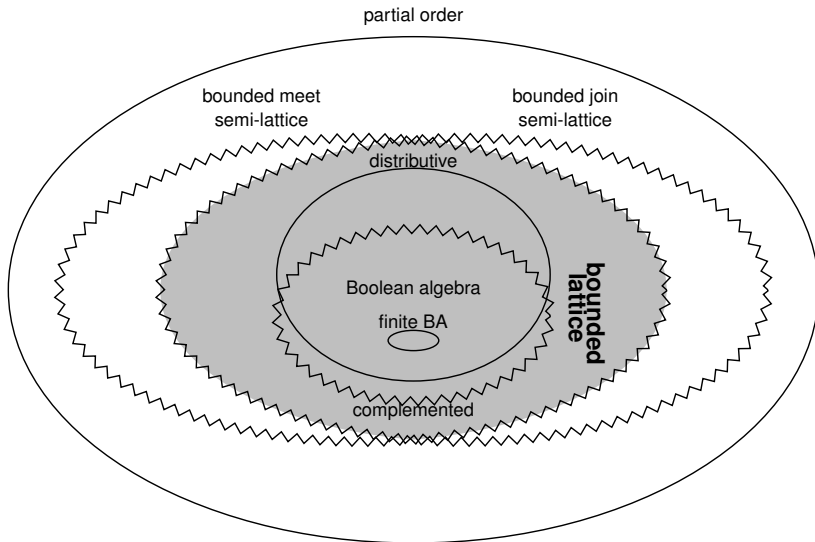 partial order
bounded meet
semi-lattice
bounded join
semi-lattice
distributive
Boolean algebra
bounded
lattice
finite BA
complemented